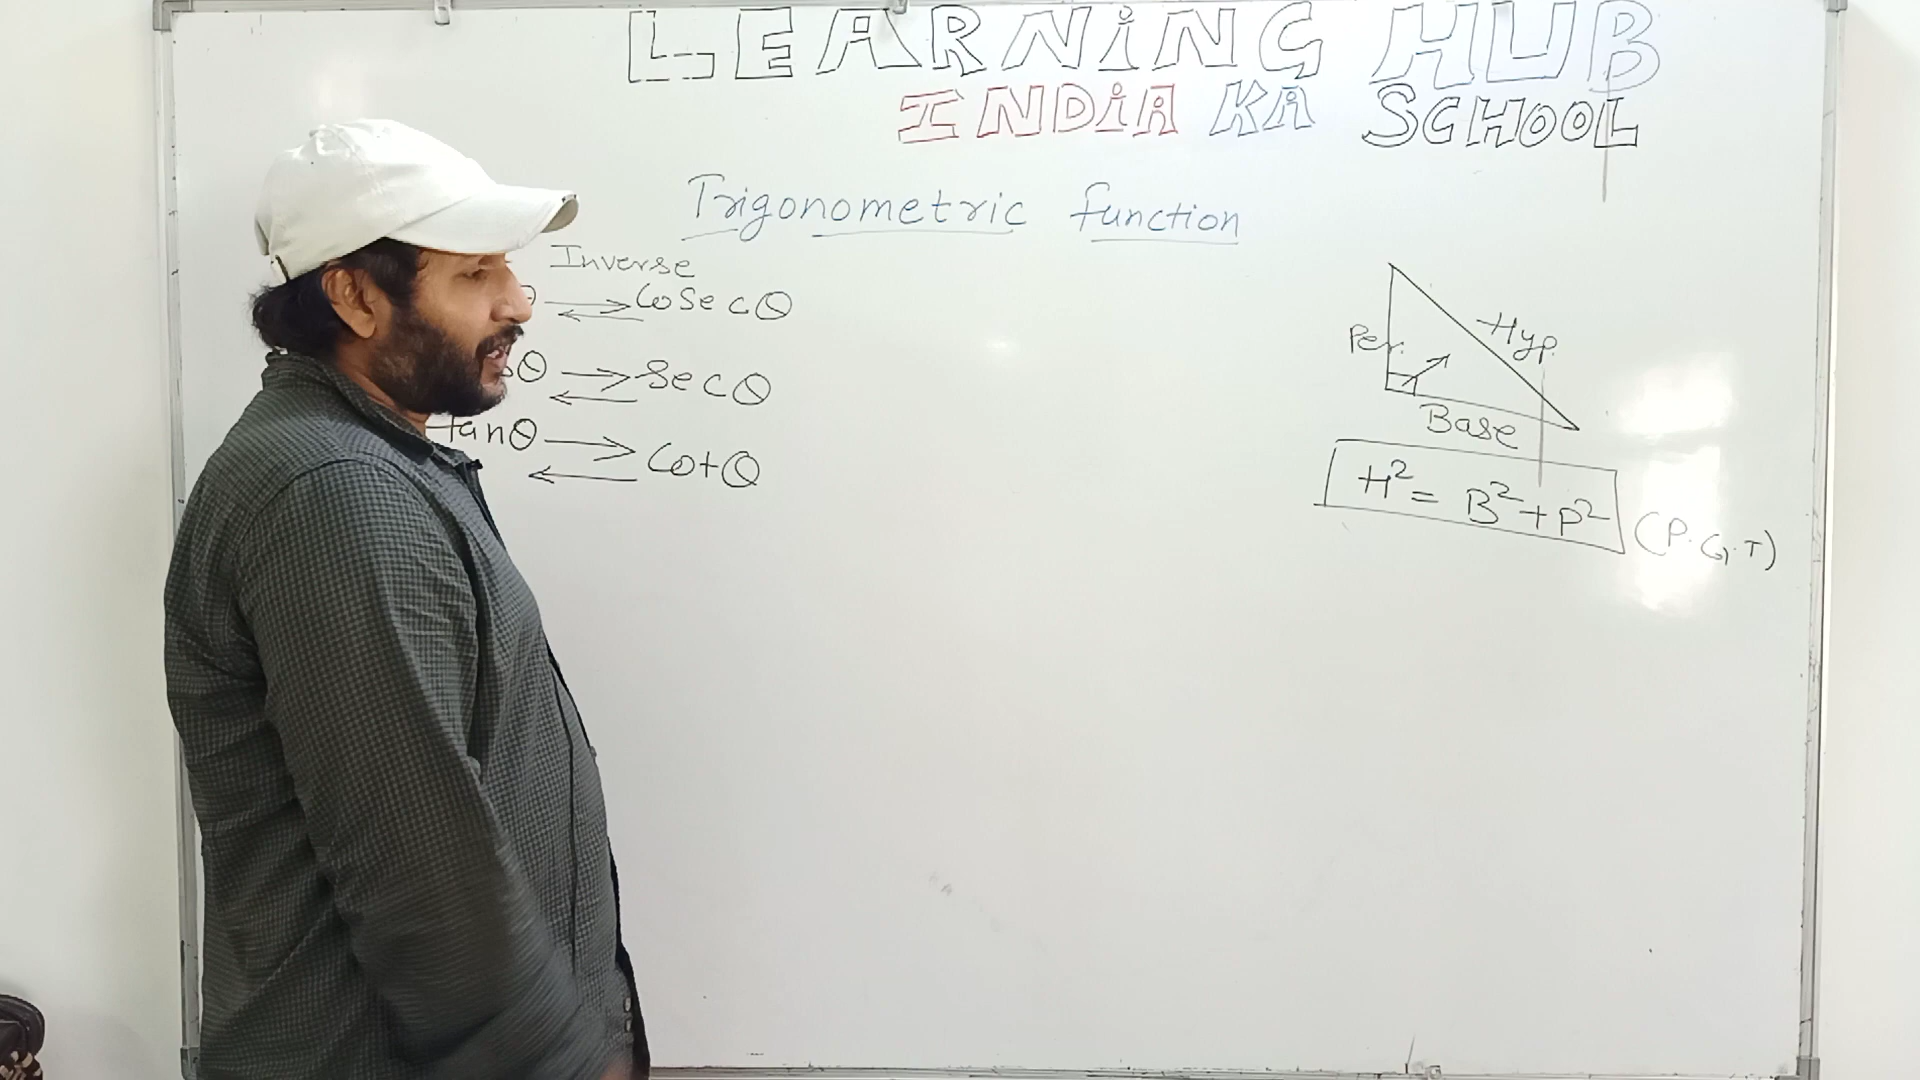 LEARNING HUB
INDIA KA SCHOOL
Trigonometric function
Inverse
θ ⇄ Cosecθ
θ ⇄ Secθ
tanθ ⇄ Cotθ
Per.
Hyp.
Base
H² = B² + P² (P.G.T)